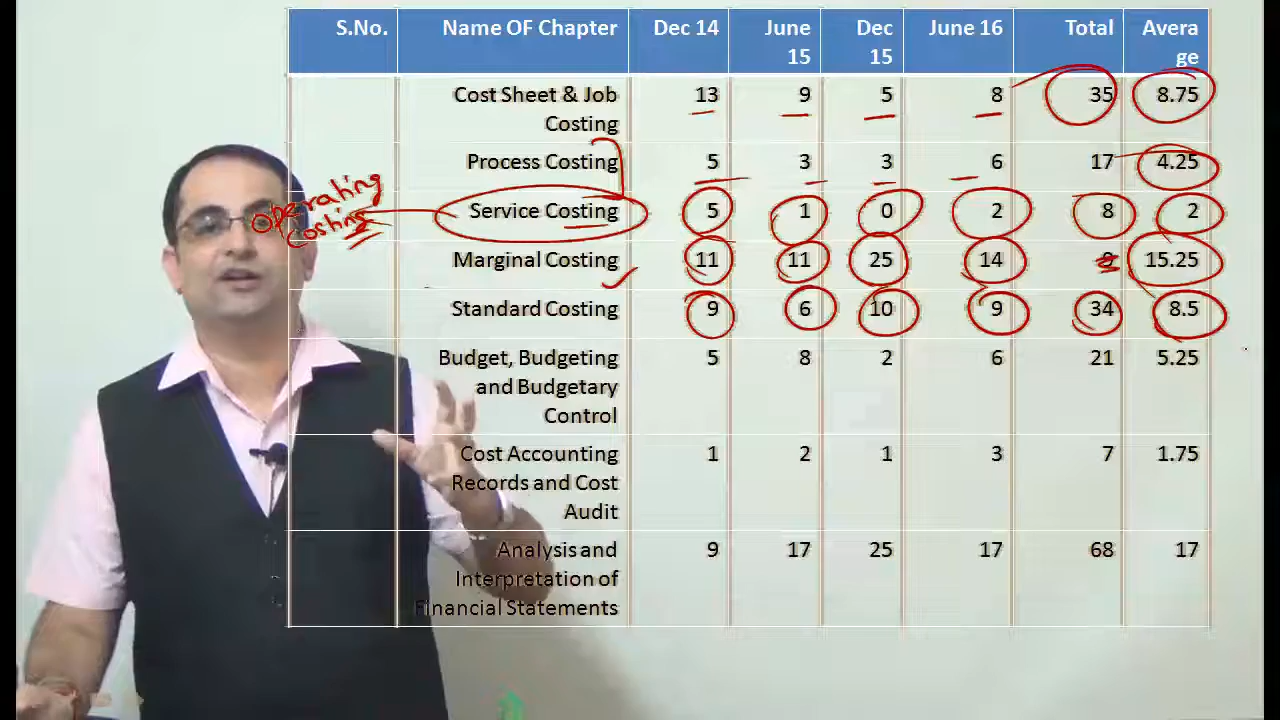 S.No. Name OF Chapter Dec 14 June 15 Dec 15 June 16 Total Avera ge
Cost Sheet & Job Costing 13 9 5 8 35 8.75
Process Costing 5 3 3 6 17 4.25
Operating Costing
Service Costing 5 1 0 2 8 2
Marginal Costing 11 11 25 14 15.25
Standard Costing 9 6 10 9 34 8.5
Budget, Budgeting and Budgetary Control 5 8 2 6 21 5.25
Cost Accounting Records and Cost Audit 1 2 1 3 7 1.75
Analysis and Interpretation of Financial Statements 9 17 25 17 68 17